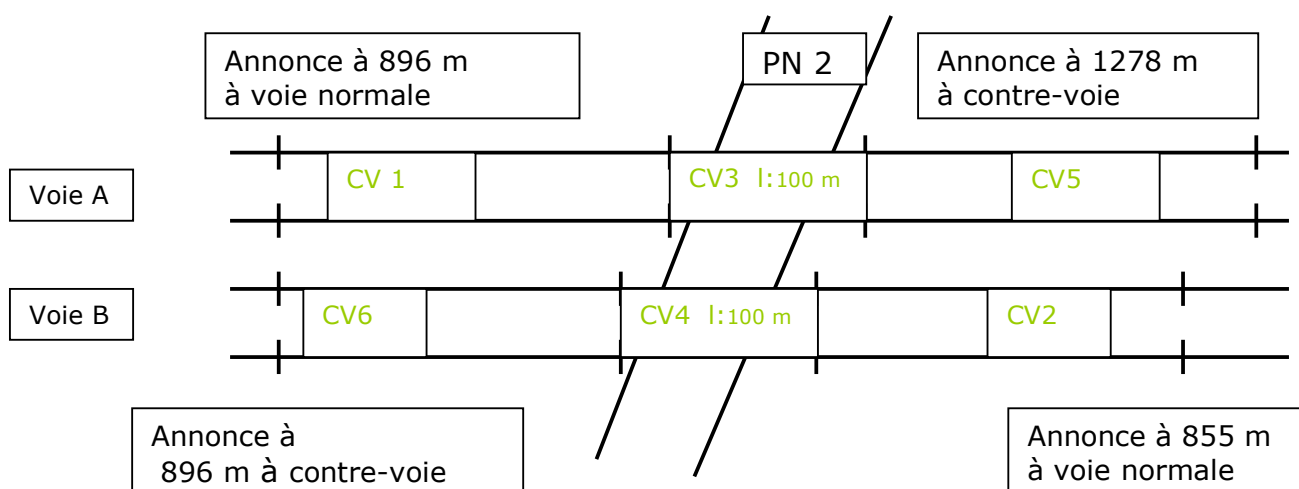 Annonce à 896 m
à voie normale
PN 2
Annonce à 1278 m
à contre-voie
Voie A
CV 1
CV3 l:100 m
CV5
Voie B
CV6
CV4 l:100 m
CV2
Annonce à
896 m à contre-voie
Annonce à 855 m
à voie normale